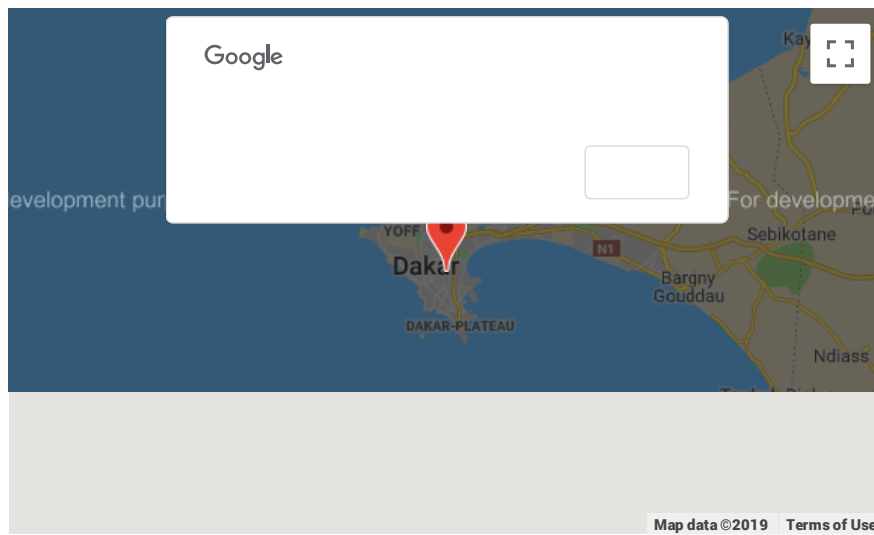 Google
Kay
evelopment pur
For developme
YOFF
N1
Sebikotane
Dakar
Bargny
Gouddau
DAKAR-PLATEAU
Ndiass
Map data ©2019
Terms of Use